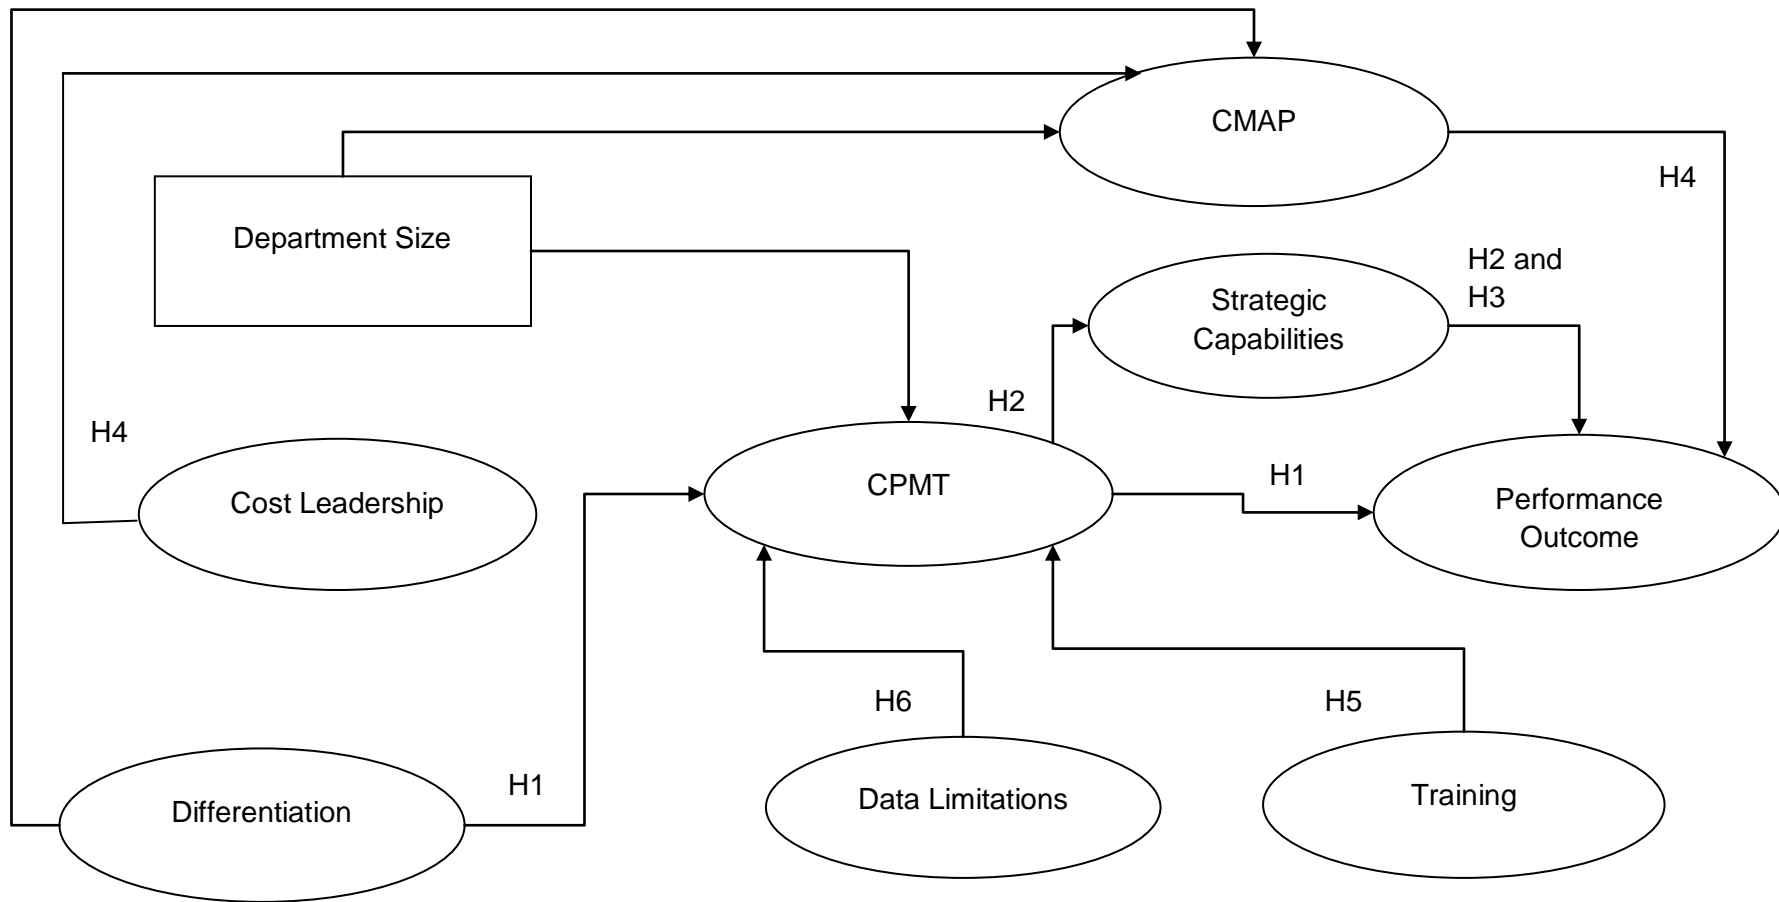 CMAP
H4
Department Size
H2 and
H3
Strategic
Capabilities
H2
H4
Cost Leadership
CPMT
H1
Performance
Outcome
H6
H5
H1
Differentiation
Data Limitations
Training